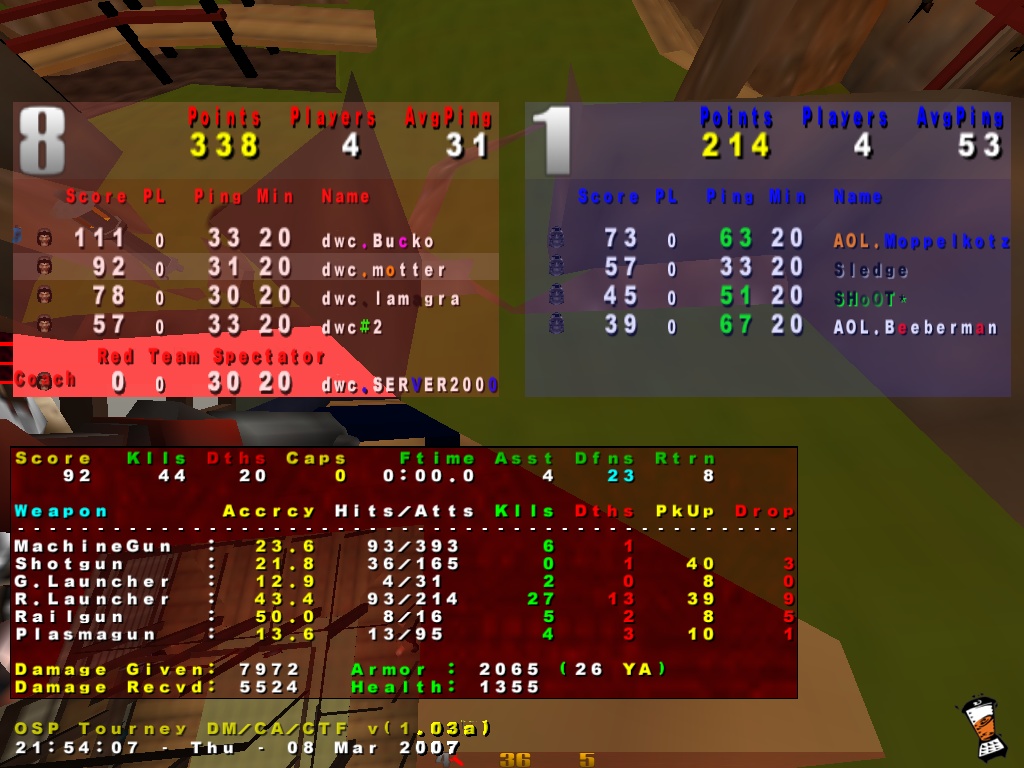 8 Points Players AvgPing
338 4 31
Score PL Ping Min Name
111 0 33 20 dwc.Bucko
92 0 31 20 dwc.motter
78 0 30 20 dwc lam gra
57 0 33 20 dwc#2
Red Team Spectator
Coach 0 0 30 20 dwc.SERVER2000
1 Points Players AvgPing
214 4 53
Score PL Ping Min Name
73 0 63 20 AOL.Moppelkotz
57 0 33 20 Sledge
45 0 51 20 SHoOT*
39 0 67 20 AOL.Beeberman
Score Klls Dths Caps Ftime Asst Dfns Rtrn
92 44 20 0 0:00.0 4 23 8
Weapon Accrcy Hits/Atts Klls Dths PkUp Drop
- - - - - - - - - - - - - - - - - - - - - - - - - - - - - - - - - - - - - - - - - - - - - - - - - - -
MachineGun : 23.6 93/393 6 1
Shotgun : 21.8 36/165 0 1 40 3
G.Launcher : 12.9 4/31 2 0 8 0
R.Launcher : 43.4 93/214 27 13 39 9
Railgun : 50.0 8/16 5 2 8 5
Plasmagun : 13.6 13/95 4 3 10 1
Damage Given: 7972 Armor : 2065 (26 YA)
Damage Recvd: 5524 Health: 1355
OSP Tourney DM/CA/CTF v(1.03a)
21:54:07 - Thu - 08 Mar 2007
36 5